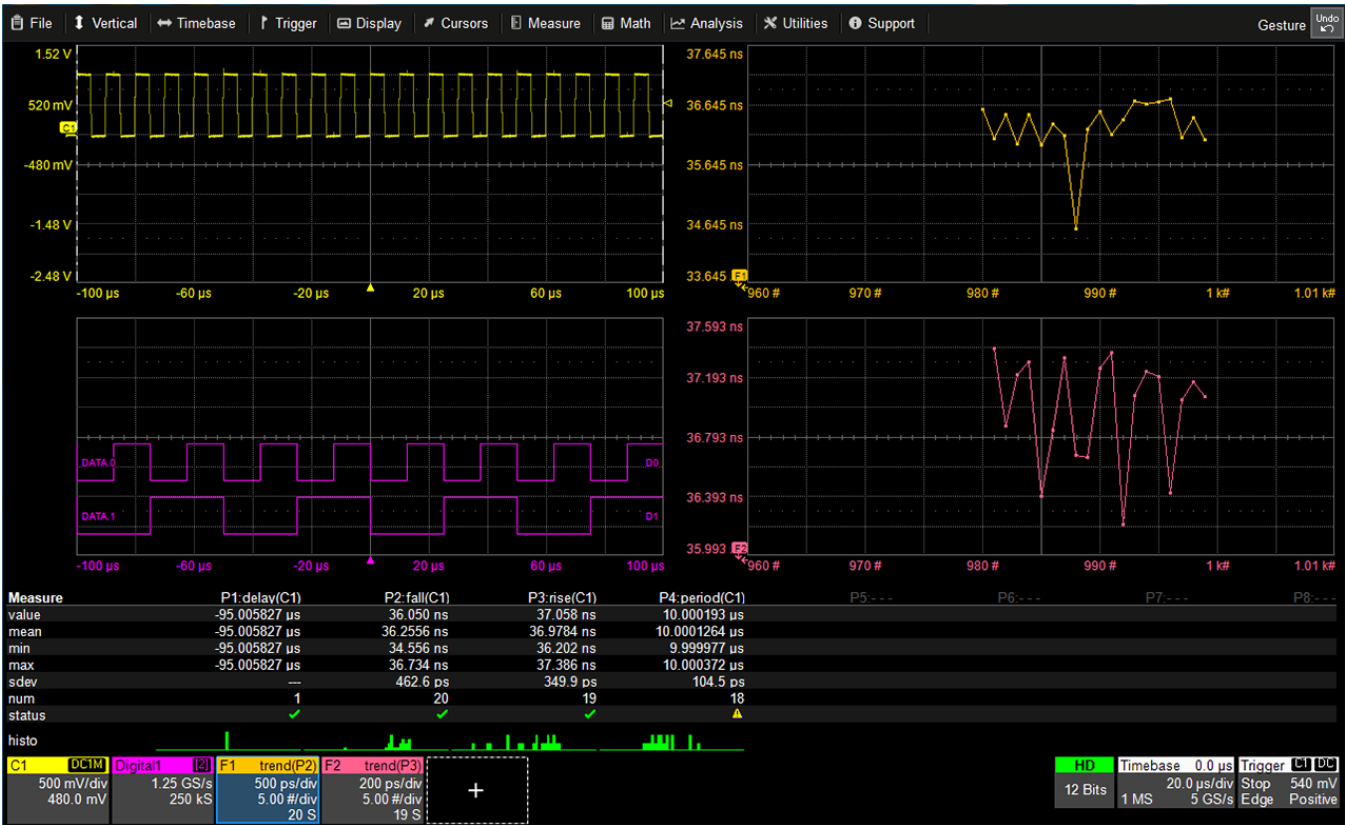 File Vertical Timebase Trigger Display Cursors Measure Math Analysis Utilities Support Gesture Undo
1.52 V
520 mV
C1
-480 mV
-1.48 V
-2.48 V
-100 µs -60 µs -20 µs 20 µs 60 µs 100 µs
37.645 ns
36.645 ns
35.645 ns
34.645 ns
33.645 F1
960 # 970 # 980 # 990 # 1 k# 1.01 k#
DATA.0 D0
DATA.1 D1
-100 µs -60 µs -20 µs 20 µs 60 µs 100 µs
37.593 ns
37.193 ns
36.793 ns
36.393 ns
35.993 F2
960 # 970 # 980 # 990 # 1 k# 1.01 k#
Measure P1:delay(C1) P2:fall(C1) P3:rise(C1) P4:period(C1) P5:- - - P6:- - - P7:- - - P8:- - -
value -95.005827 µs 36.050 ns 37.058 ns 10.000193 µs
mean -95.005827 µs 36.2556 ns 36.9784 ns 10.0001264 µs
min -95.005827 µs 34.556 ns 36.202 ns 9.999977 µs
max -95.005827 µs 36.734 ns 37.386 ns 10.000372 µs
sdev --- 462.6 ps 349.9 ps 104.5 ps
num 1 20 19 18
status
histo
C1 DC1M Digital1 [2] F1 trend(P2) F2 trend(P3) HD Timebase 0.0 µs Trigger C1 DC
500 mV/div 1.25 GS/s 500 ps/div 200 ps/div + 12 Bits 20.0 µs/div Stop 540 mV
480.0 mV 250 kS 5.00 #/div 5.00 #/div 1 MS 5 GS/s Edge Positive
20 S 19 S